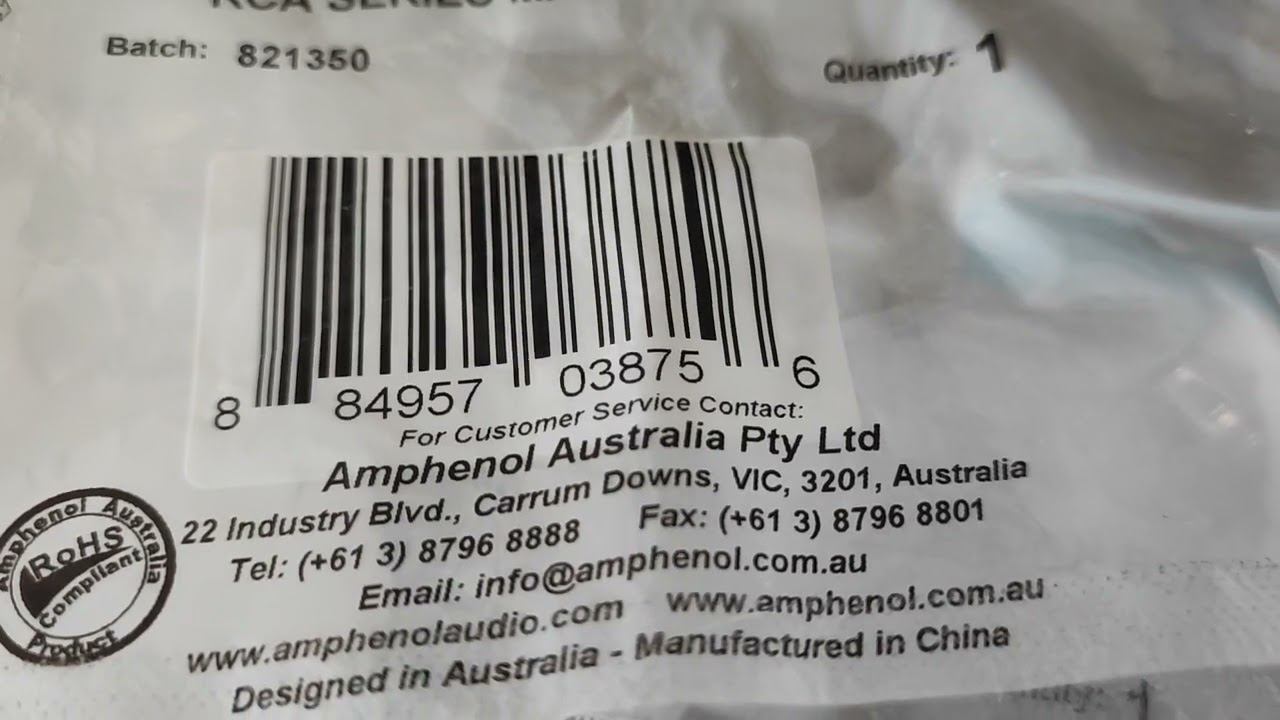 RCA SERIES
Batch: 821350
Quantity: 1
8 84957 03875 6
For Customer Service Contact:
Amphenol Australia Pty Ltd
22 Industry Blvd., Carrum Downs, VIC, 3201, Australia
Tel: (+61 3) 8796 8888 Fax: (+61 3) 8796 8801
Email: info@amphenol.com.au
www.amphenolaudio.com www.amphenol.com.au
Designed in Australia - Manufactured in China
Amphenol Australia
RoHS
Compliant
Product